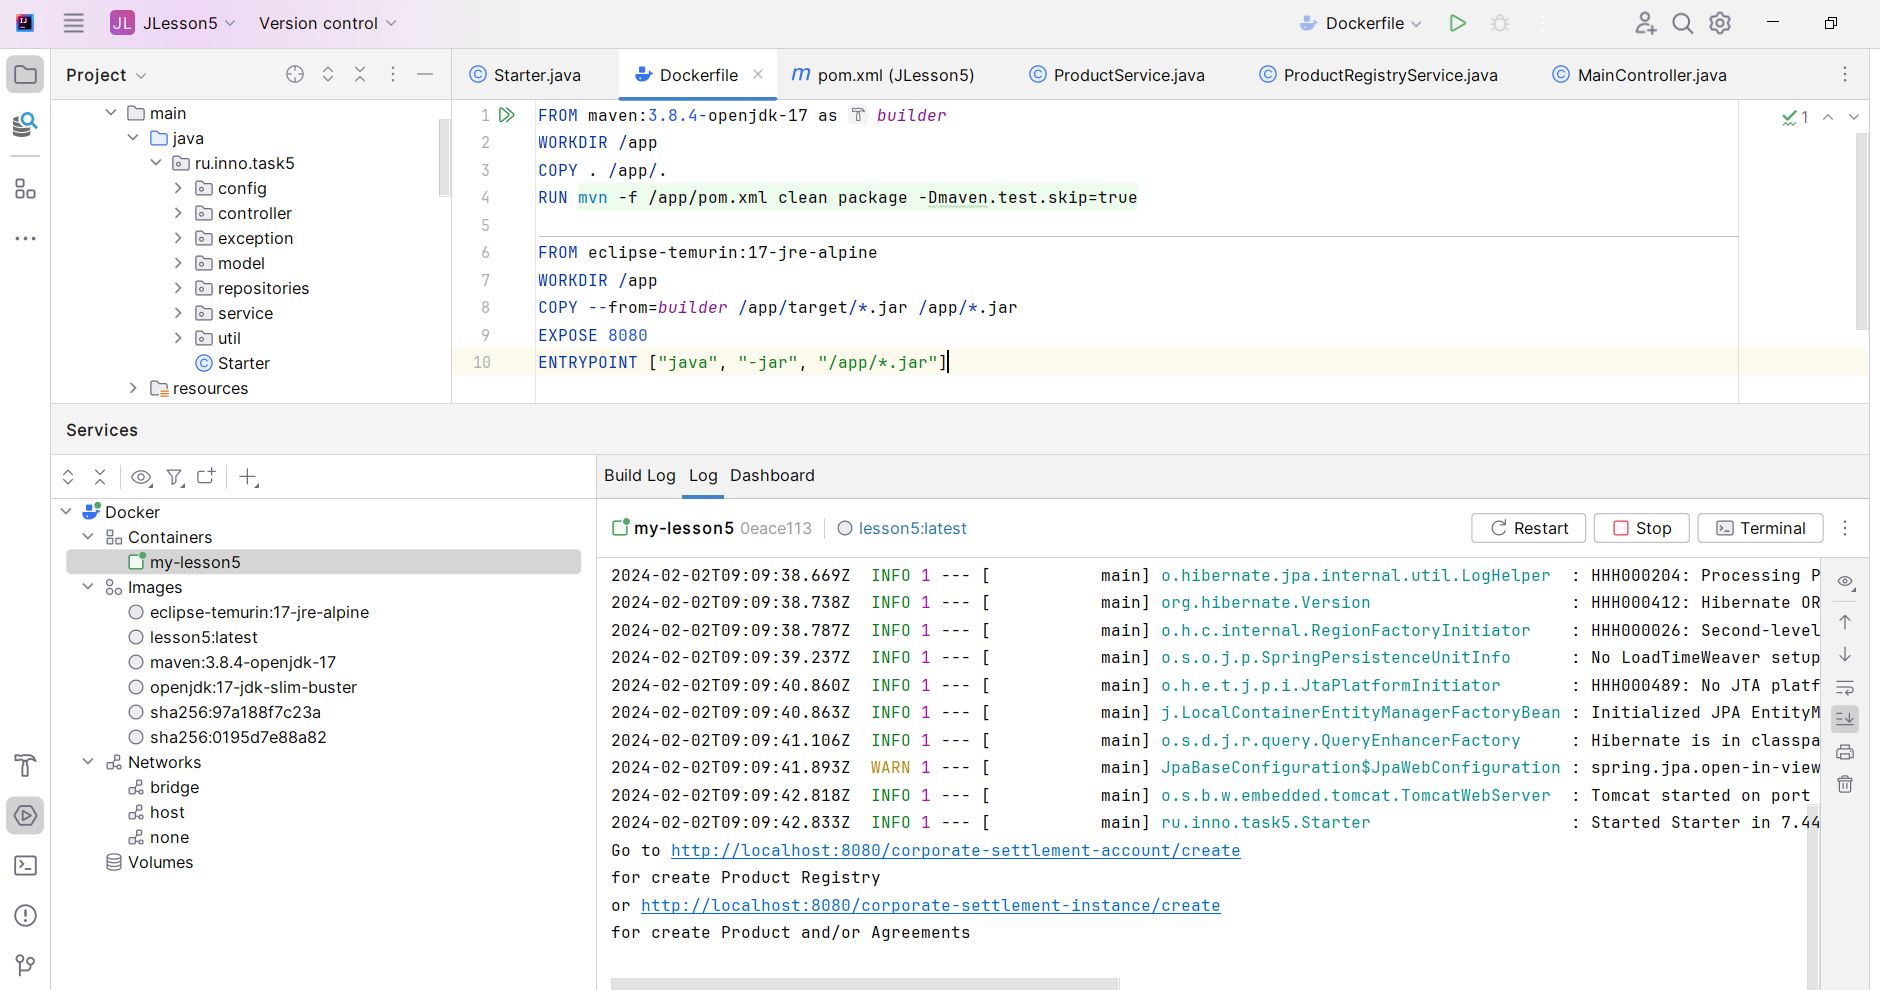 JL JLesson5 Version control Dockerfile
Project
Starter.java Dockerfile pom.xml (JLesson5) ProductService.java ProductRegistryService.java MainController.java
main
java
ru.inno.task5
config
controller
exception
model
repositories
service
util
Starter
resources
1 FROM maven:3.8.4-openjdk-17 as builder
2 WORKDIR /app
3 COPY . /app/.
4 RUN mvn -f /app/pom.xml clean package -Dmaven.test.skip=true
5
6 FROM eclipse-temurin:17-jre-alpine
7 WORKDIR /app
8 COPY --from=builder /app/target/*.jar /app/*.jar
9 EXPOSE 8080
10 ENTRYPOINT ["java", "-jar", "/app/*.jar"]
1
Services
Docker
Containers
my-lesson5
Images
eclipse-temurin:17-jre-alpine
lesson5:latest
maven:3.8.4-openjdk-17
openjdk:17-jdk-slim-buster
sha256:97a188f7c23a
sha256:0195d7e88a82
Networks
bridge
host
none
Volumes
Build Log Log Dashboard
my-lesson5 0eace113 lesson5:latest Restart Stop Terminal
2024-02-02T09:09:38.669Z INFO 1 --- [ main] o.hibernate.jpa.internal.util.LogHelper : HHH000204: Processing P
2024-02-02T09:09:38.738Z INFO 1 --- [ main] org.hibernate.Version : HHH000412: Hibernate OR
2024-02-02T09:09:38.787Z INFO 1 --- [ main] o.h.c.internal.RegionFactoryInitiator : HHH000026: Second-level
2024-02-02T09:09:39.237Z INFO 1 --- [ main] o.s.o.j.p.SpringPersistenceUnitInfo : No LoadTimeWeaver setup
2024-02-02T09:09:40.860Z INFO 1 --- [ main] o.h.e.t.j.p.i.JtaPlatformInitiator : HHH000489: No JTA platf
2024-02-02T09:09:40.863Z INFO 1 --- [ main] j.LocalContainerEntityManagerFactoryBean : Initialized JPA EntityM
2024-02-02T09:09:41.106Z INFO 1 --- [ main] o.s.d.j.r.query.QueryEnhancerFactory : Hibernate is in classpa
2024-02-02T09:09:41.893Z WARN 1 --- [ main] JpaBaseConfiguration$JpaWebConfiguration : spring.jpa.open-in-view
2024-02-02T09:09:42.818Z INFO 1 --- [ main] o.s.b.w.embedded.tomcat.TomcatWebServer : Tomcat started on port
2024-02-02T09:09:42.833Z INFO 1 --- [ main] ru.inno.task5.Starter : Started Starter in 7.44
Go to http://localhost:8080/corporate-settlement-account/create
for create Product Registry
or http://localhost:8080/corporate-settlement-instance/create
for create Product and/or Agreements